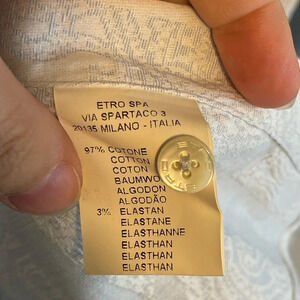 ETRO SPA
VIA SPARTACO 3
20135 MILANO - ITALIA
97% COTONE
COTTON
COTON
BAUMWO
ALGODON
ALGODÃO
3% ELASTAN
ELASTANE
ELASTHANNE
ELASTHAN
ELASTHAN
ELASTHAN
ELASTHAN